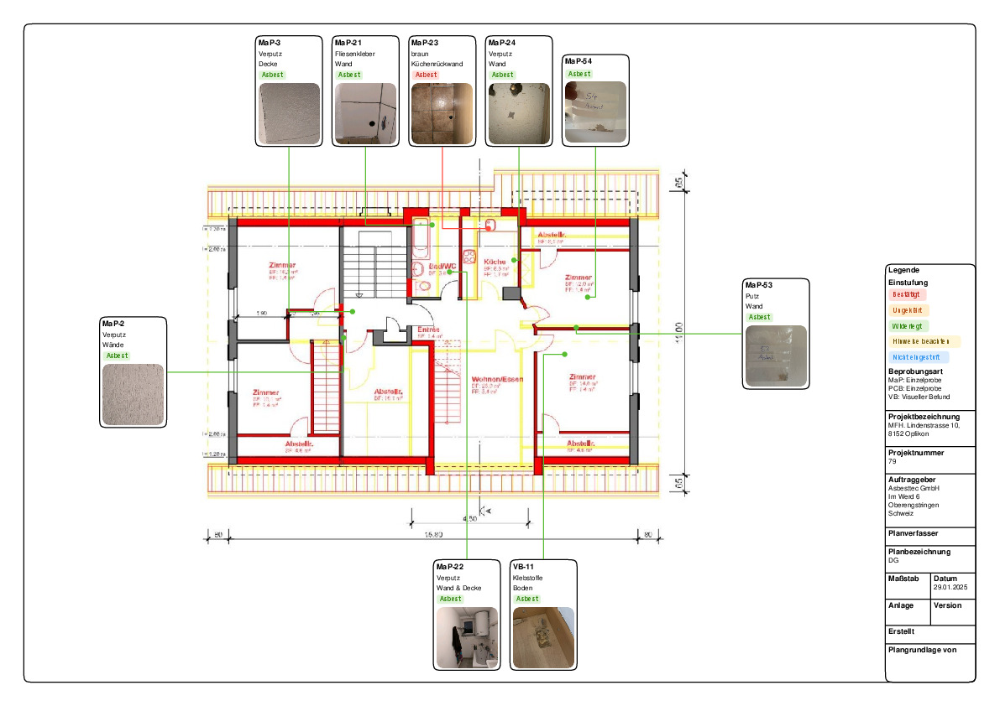 MaP-3
Verputz
Decke
Asbest
MaP-21
Fliesenkleber
Wand
Asbest
MaP-23
braun
Küchenrückwand
Asbest
MaP-24
Verputz
Wand
Asbest
MaP-54
Asbest
54
65
Abstellr.
Zimmer
Bad/WC
Küche
Zimmer
1.90
Entrée
11.00
MaP-53
Putz
Wand
Asbest
53
MaP-2
Verputz
Wände
Asbest
Zimmer
Abstellr.
Wohnen/Essen
Zimmer
Abstellr.
Abstellr.
65
A
4.60
80
15.80
80
MaP-22
Verputz
Wand & Decke
Asbest
VB-11
Klebstoffe
Boden
Asbest
Legende
Einstufung
Bestätigt
Ungeklärt
Widerlegt
Hinweise beachten
Nicht eingestuft
Beprobungsart
MaP: Einzelprobe
PCB: Einzelprobe
VB: Visueller Befund
Projektbezeichnung
MFH. Lindenstrasse 10,
8152 Opfikon
Projektnummer
79
Auftraggeber
Asbesttec GmbH
Im Werd 6
Oberengstringen
Schweiz
Planverfasser
Planbezeichnung
DG
Maßstab
Datum
29.01.2025
Anlage
Version
Erstellt
Plangrundlage von